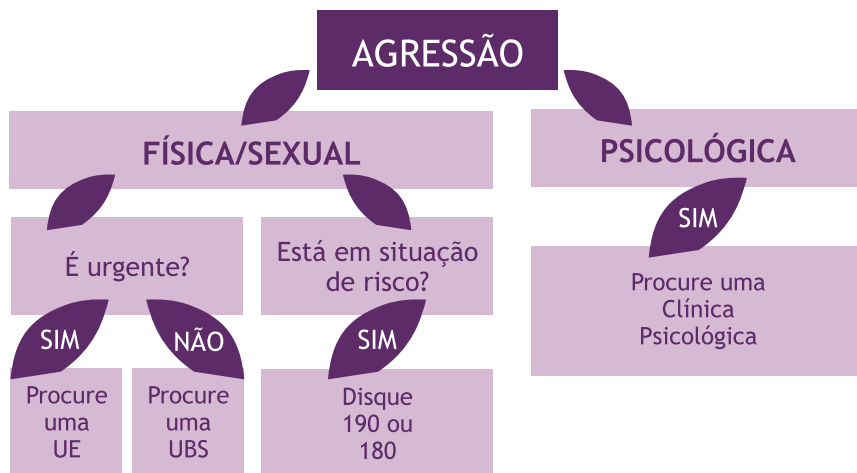 AGRESSÃO
FÍSICA/SEXUAL
PSICOLÓGICA
É urgente?
Está em situação
de risco?
SIM
NÃO
SIM
SIM
Procure
uma
UE
Procure
uma
UBS
Disque
190 ou
180
Procure uma
Clínica
Psicológica